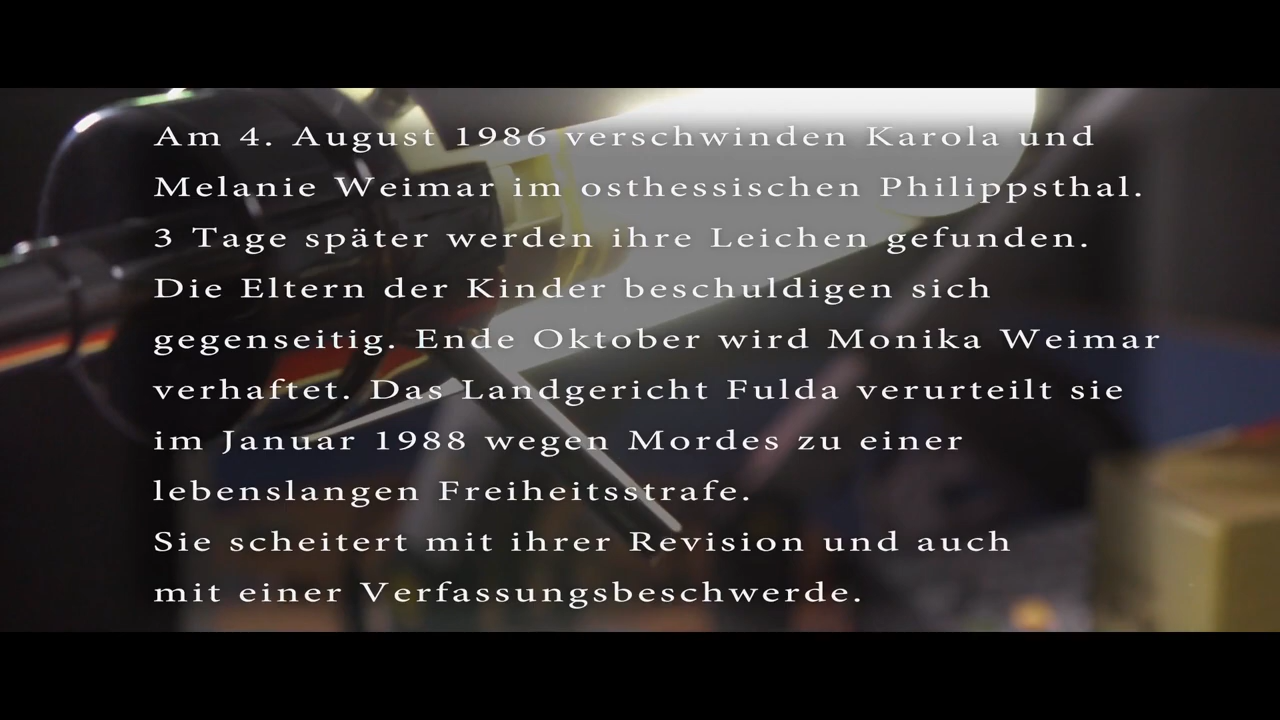 Am 4. August 1986 verschwinden Karola und
Melanie Weimar im osthessischen Philippsthal.
3 Tage später werden ihre Leichen gefunden.
Die Eltern der Kinder beschuldigen sich
gegenseitig. Ende Oktober wird Monika Weimar
verhaftet. Das Landgericht Fulda verurteilt sie
im Januar 1988 wegen Mordes zu einer
lebenslangen Freiheitsstrafe.
Sie scheitert mit ihrer Revision und auch
mit einer Verfassungsbeschwerde.